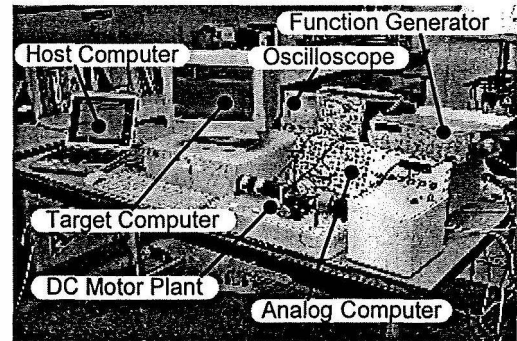 Function Generator
Host Computer
Oscilloscope
Target Computer
DC Motor Plant
Analog Computer